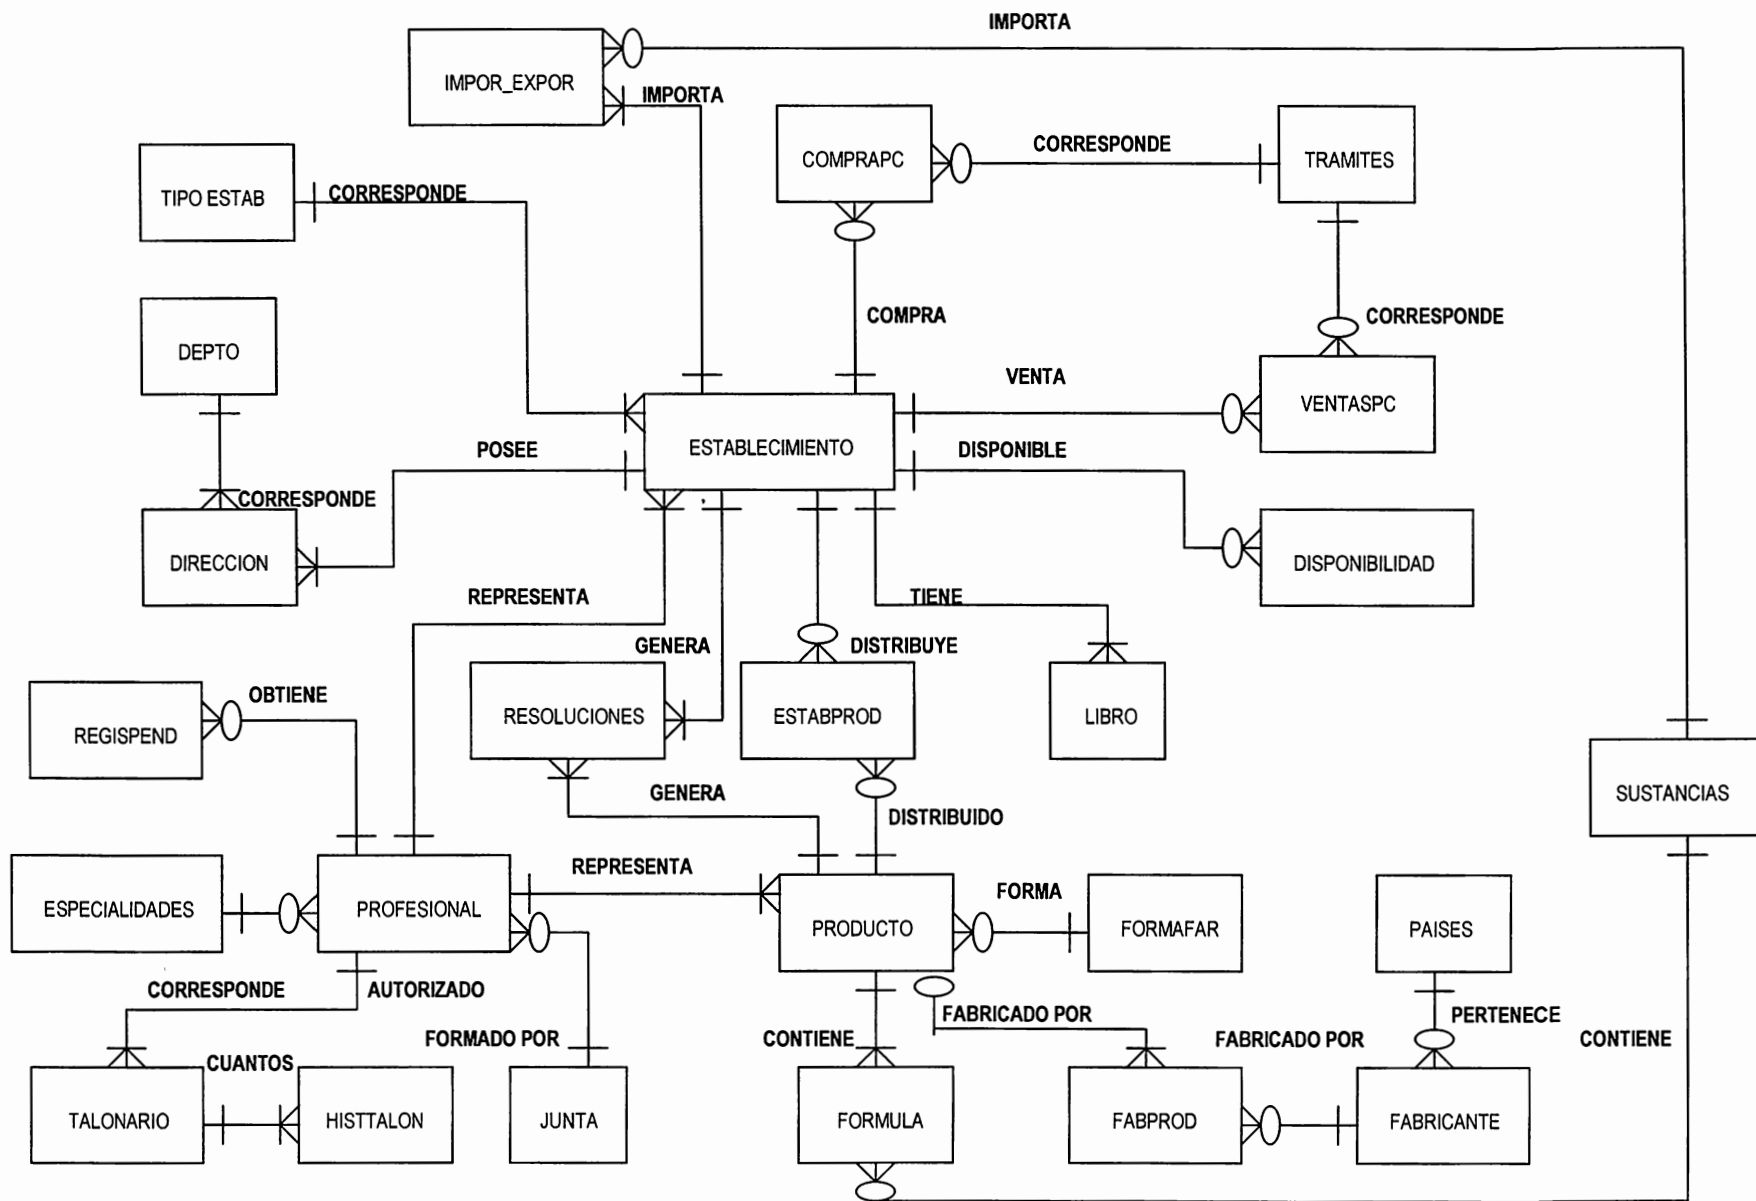 IMPORTA
IMPOR_EXPOR
IMPORTA
COMPRAPC
CORRESPONDE
TRAMITES
TIPO ESTAB
CORRESPONDE
COMPRA
CORRESPONDE
DEPTO
VENTA
VENTASPC
POSEE
ESTABLECIMIENTO
DISPONIBLE
CORRESPONDE
DIRECCION
DISPONIBILIDAD
REPRESENTA
TIENE
GENERA
DISTRIBUYE
OBTIENE
REGISPEND
RESOLUCIONES
ESTABPROD
LIBRO
GENERA
DISTRIBUIDO
SUSTANCIAS
REPRESENTA
ESPECIALIDADES
PROFESIONAL
PRODUCTO
FORMA
FORMAFAR
PAISES
CORRESPONDE
AUTORIZADO
FABRICADO POR
PERTENECE
FORMADO POR
CONTIENE
FABRICADO POR
CONTIENE
CUANTOS
TALONARIO
HISTTALON
JUNTA
FORMULA
FABPROD
FABRICANTE